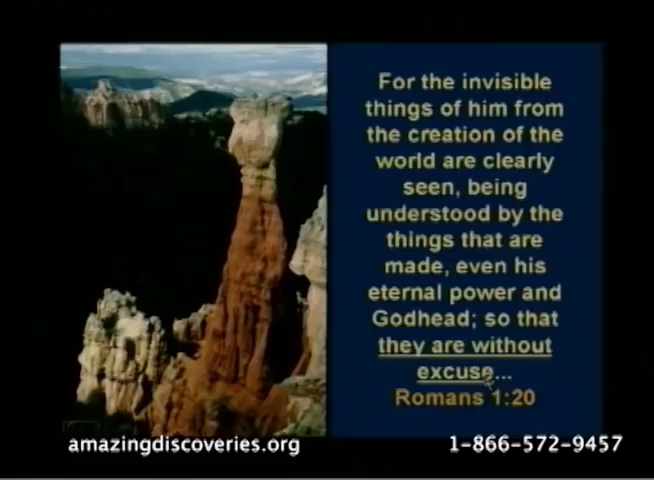 For the invisible
things of him from
the creation of the
world are clearly
seen, being
understood by the
things that are
made, even his
eternal power and
Godhead; so that
they are without
excuse...
Romans 1:20
amazingdiscoveries.org
1-866-572-9457